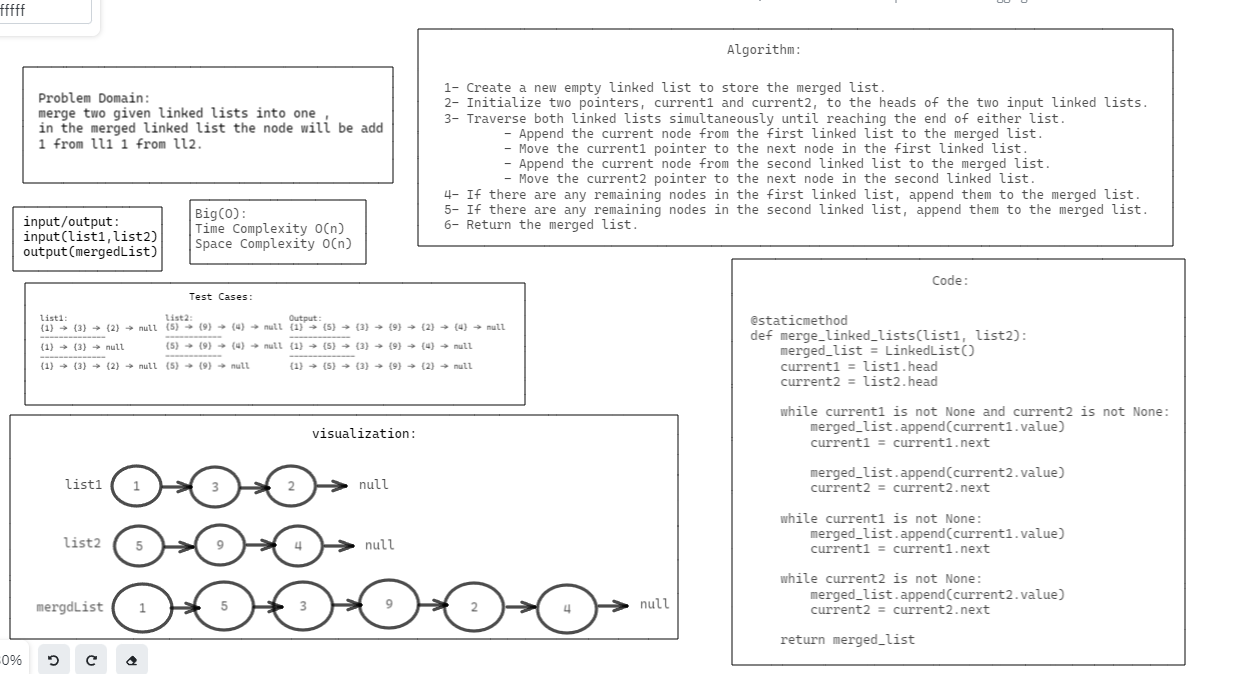 fffff
Problem Domain:
merge two given linked lists into one ,
in the merged linked list the node will be add
1 from ll1 1 from ll2.
input/output:
input(list1,list2)
output(mergedList)
Big(O):
Time Complexity O(n)
Space Complexity O(n)
Algorithm:
1- Create a new empty linked list to store the merged list.
2- Initialize two pointers, current1 and current2, to the heads of the two input linked lists.
3- Traverse both linked lists simultaneously until reaching the end of either list.
- Append the current node from the first linked list to the merged list.
- Move the current1 pointer to the next node in the first linked list.
- Append the current node from the second linked list to the merged list.
- Move the current2 pointer to the next node in the second linked list.
4- If there are any remaining nodes in the first linked list, append them to the merged list.
5- If there are any remaining nodes in the second linked list, append them to the merged list.
6- Return the merged list.
Test Cases:
list1: list2: Output:
{1} -> {3} -> {2} -> null {5} -> {9} -> {4} -> null {1} -> {5} -> {3} -> {9} -> {2} -> {4} -> null
-------------- ------------ --------------
{1} -> {3} -> null {5} -> {9} -> {4} -> null {1} -> {5} -> {3} -> {9} -> {4} -> null
-------------- ------------ --------------
{1} -> {3} -> {2} -> null {5} -> {9} -> null {1} -> {5} -> {3} -> {9} -> {2} -> null
visualization:
list1 1 3 2 null
list2 5 9 4 null
mergdList 1 5 3 9 2 4 null
Code:
@staticmethod
def merge_linked_lists(list1, list2):
merged_list = LinkedList()
current1 = list1.head
current2 = list2.head
while current1 is not None and current2 is not None:
merged_list.append(current1.value)
current1 = current1.next
merged_list.append(current2.value)
current2 = current2.next
while current1 is not None:
merged_list.append(current1.value)
current1 = current1.next
while current2 is not None:
merged_list.append(current2.value)
current2 = current2.next
return merged_list
0%